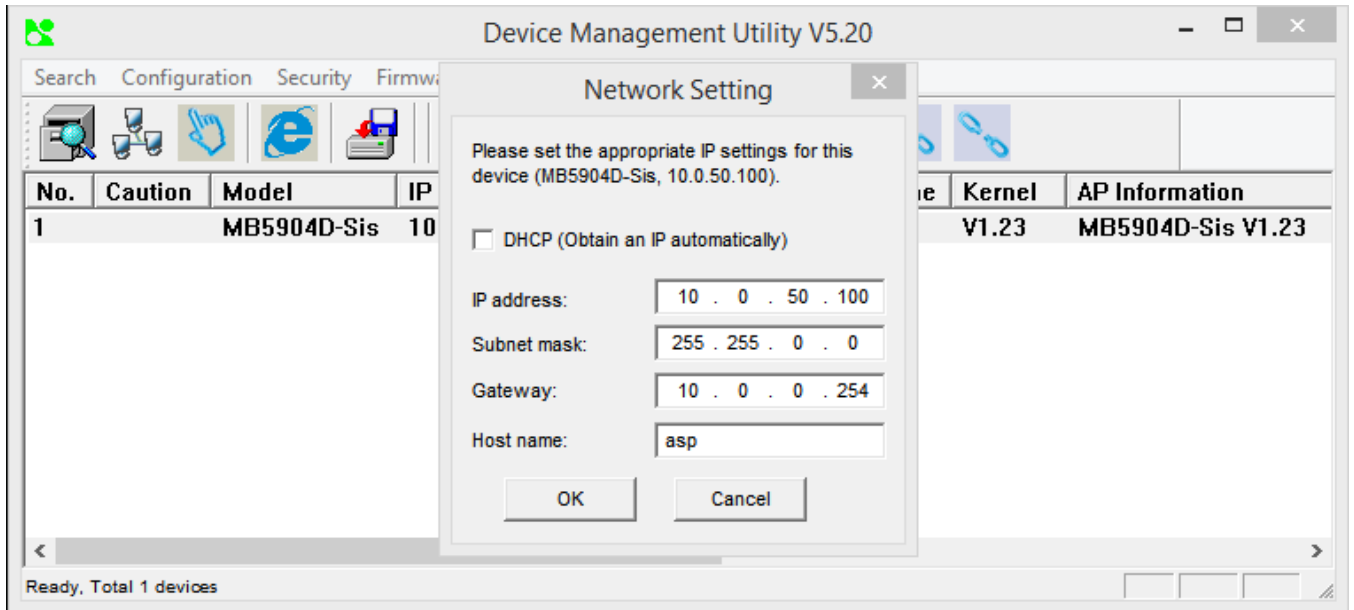 Device Management Utility V5.20
Search Configuration Security
Network Setting
Please set the appropriate IP settings for this
device (MB5904D-Sis, 10.0.50.100).
No. Caution Model IP Kernel AP Information
1 MB5904D-Sis 10 V1.23 MB5904D-Sis V1.23
DHCP (Obtain an IP automatically)
IP address: 10 . 0 . 50 . 100
Subnet mask: 255 . 255 . 0 . 0
Gateway: 10 . 0 . 0 . 254
Host name: asp
OK Cancel
Ready, Total 1 devices